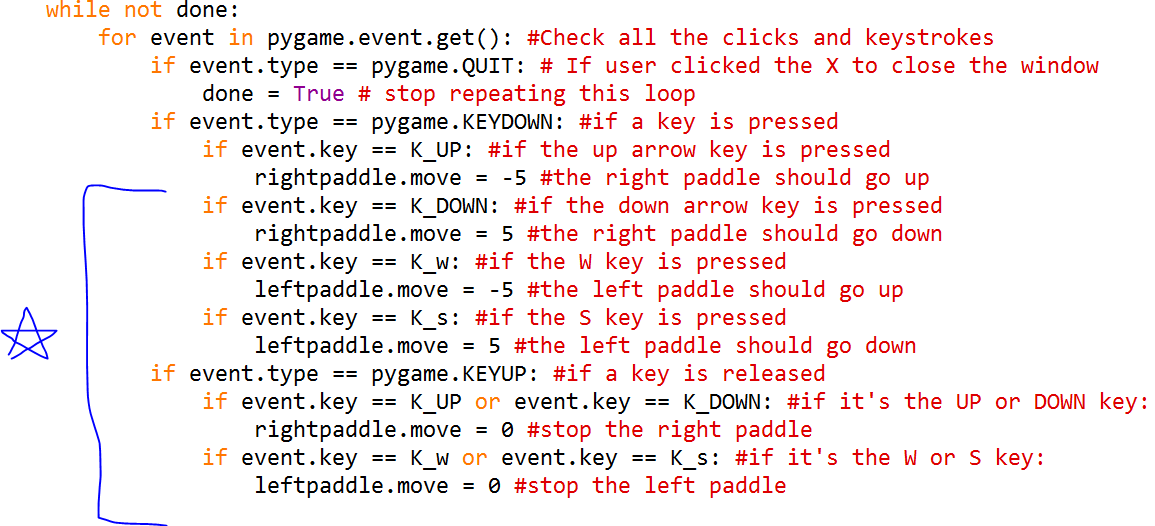 while not done:
for event in pygame.event.get(): #Check all the clicks and keystrokes
if event.type == pygame.QUIT: # If user clicked the X to close the window
done = True # stop repeating this loop
if event.type == pygame.KEYDOWN: #if a key is pressed
if event.key == K_UP: #if the up arrow key is pressed
rightpaddle.move = -5 #the right paddle should go up
if event.key == K_DOWN: #if the down arrow key is pressed
rightpaddle.move = 5 #the right paddle should go down
if event.key == K_w: #if the W key is pressed
leftpaddle.move = -5 #the left paddle should go up
if event.key == K_s: #if the S key is pressed
leftpaddle.move = 5 #the left paddle should go down
if event.type == pygame.KEYUP: #if a key is released
if event.key == K_UP or event.key == K_DOWN: #if it's the UP or DOWN key:
rightpaddle.move = 0 #stop the right paddle
if event.key == K_w or event.key == K_s: #if it's the W or S key:
leftpaddle.move = 0 #stop the left paddle